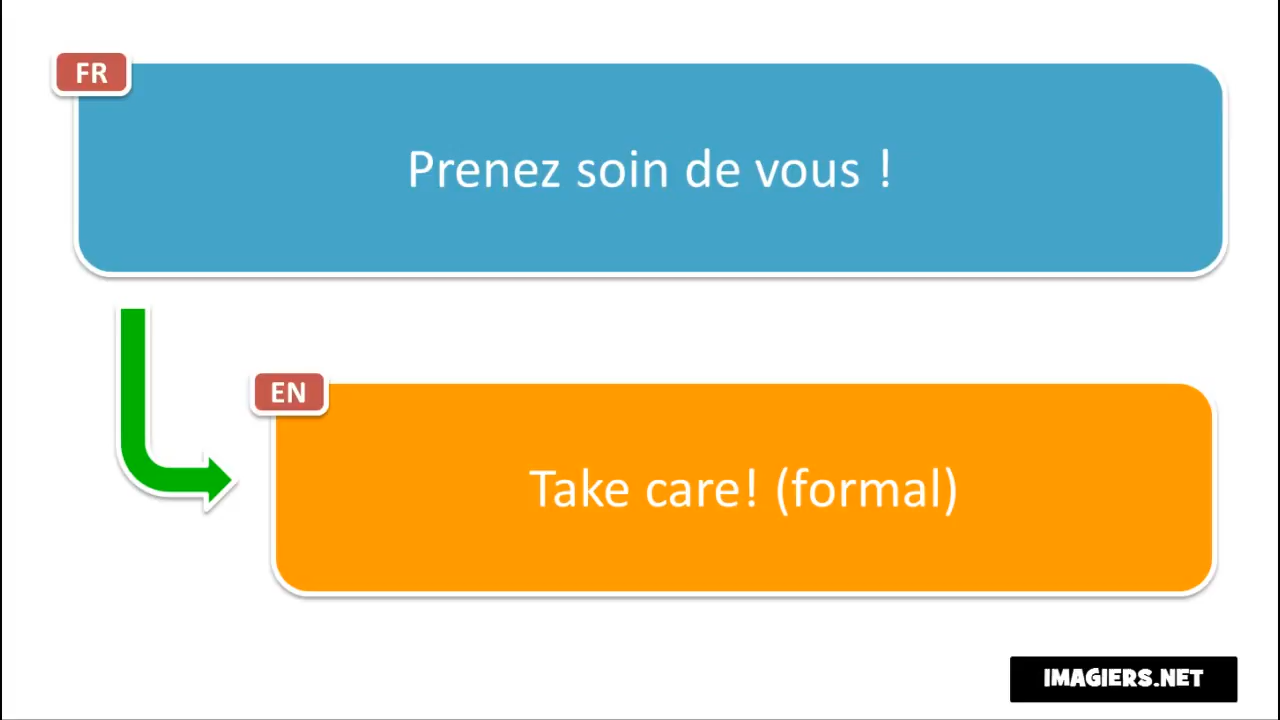 FR
Prenez soin de vous !
EN
Take care! (formal)
IMAGIERS.NET